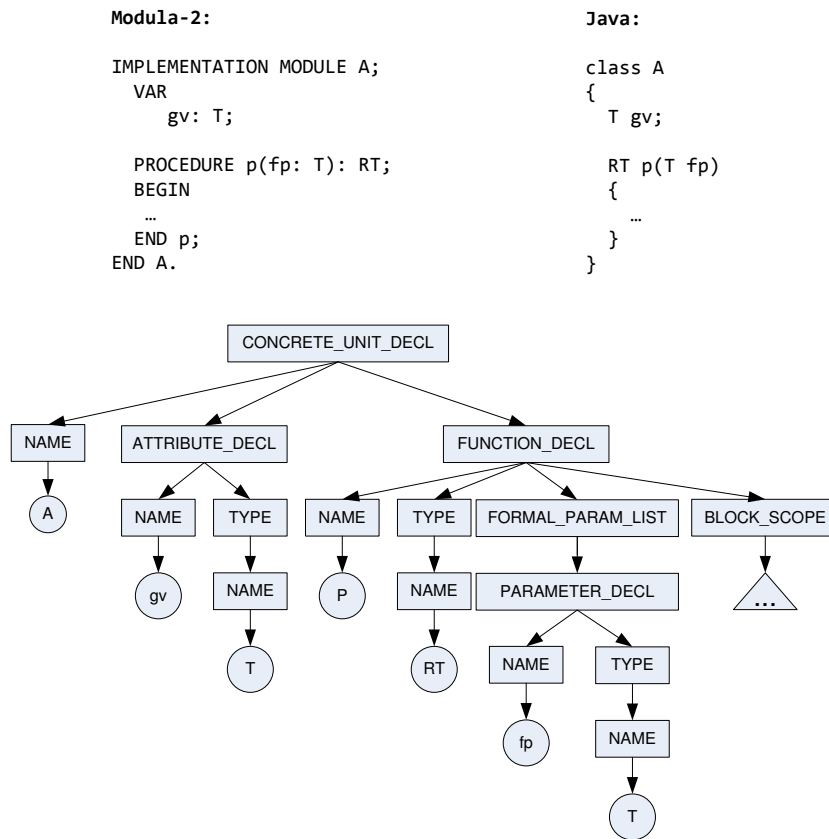 Modula-2:
IMPLEMENTATION MODULE A;
VAR
gv: T;
PROCEDURE p(fp: T): RT;
BEGIN
…
END p;
END A.
Java:
class A
{
T gv;
RT p(T fp)
{
…
}
}
CONCRETE_UNIT_DECL
NAME
ATTRIBUTE_DECL
FUNCTION_DECL
A
NAME
TYPE
NAME
TYPE
FORMAL_PARAM_LIST
BLOCK_SCOPE
gv
NAME
P
NAME
PARAMETER_DECL
...
T
RT
NAME
TYPE
fp
NAME
T